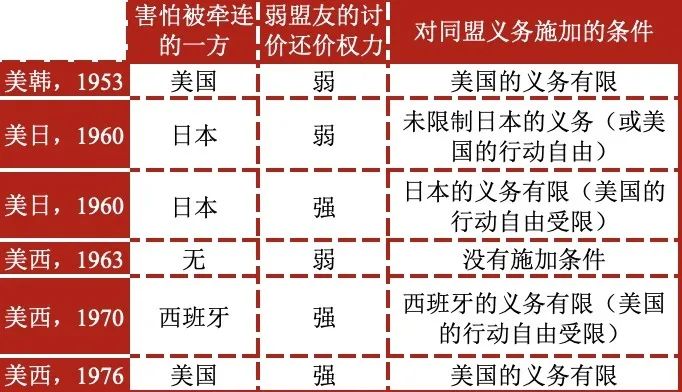 害怕被牵连的一方 弱盟友的讨价还价权力 对同盟义务施加的条件
美韩，1953 美国 弱 美国的义务有限
美日，1960 日本 弱 未限制日本的义务（或美国的行动自由）
美日，1960 日本 强 日本的义务有限（美国的行动自由受限）
美西，1963 无 弱 没有施加条件
美西，1970 西班牙 强 西班牙的义务有限（美国的行动自由受限）
美西，1976 美国 强 美国的义务有限